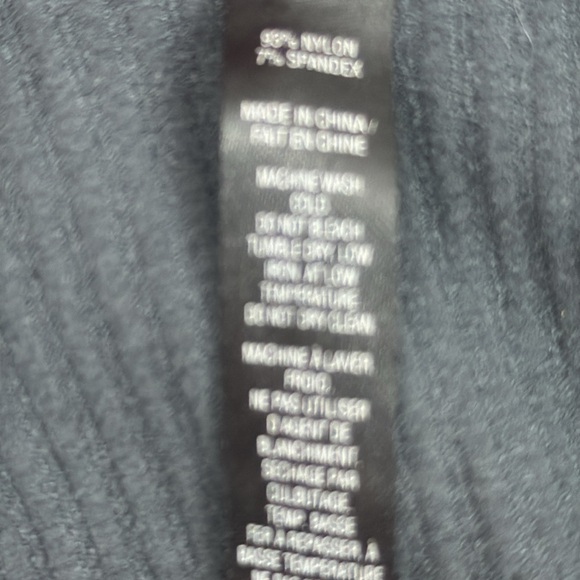 93% NYLON
7% SPANDEX
MADE IN CHINA /
FAIT EN CHINE
MACHINE WASH
COLD.
DO NOT BLEACH
TUMBLE DRY, LOW
IRON, AT LOW
TEMPERATURE
DO NOT DRY CLEAN
MACHINE À LAVER
FROID.
NE PAS UTILISER
D'AGENT DE
BLANCHIMENT
SECHAGE PAR
CULBUTAGE
TEMP. BASSE
FER A REPASSER, À
BASSE TEMPERATURE